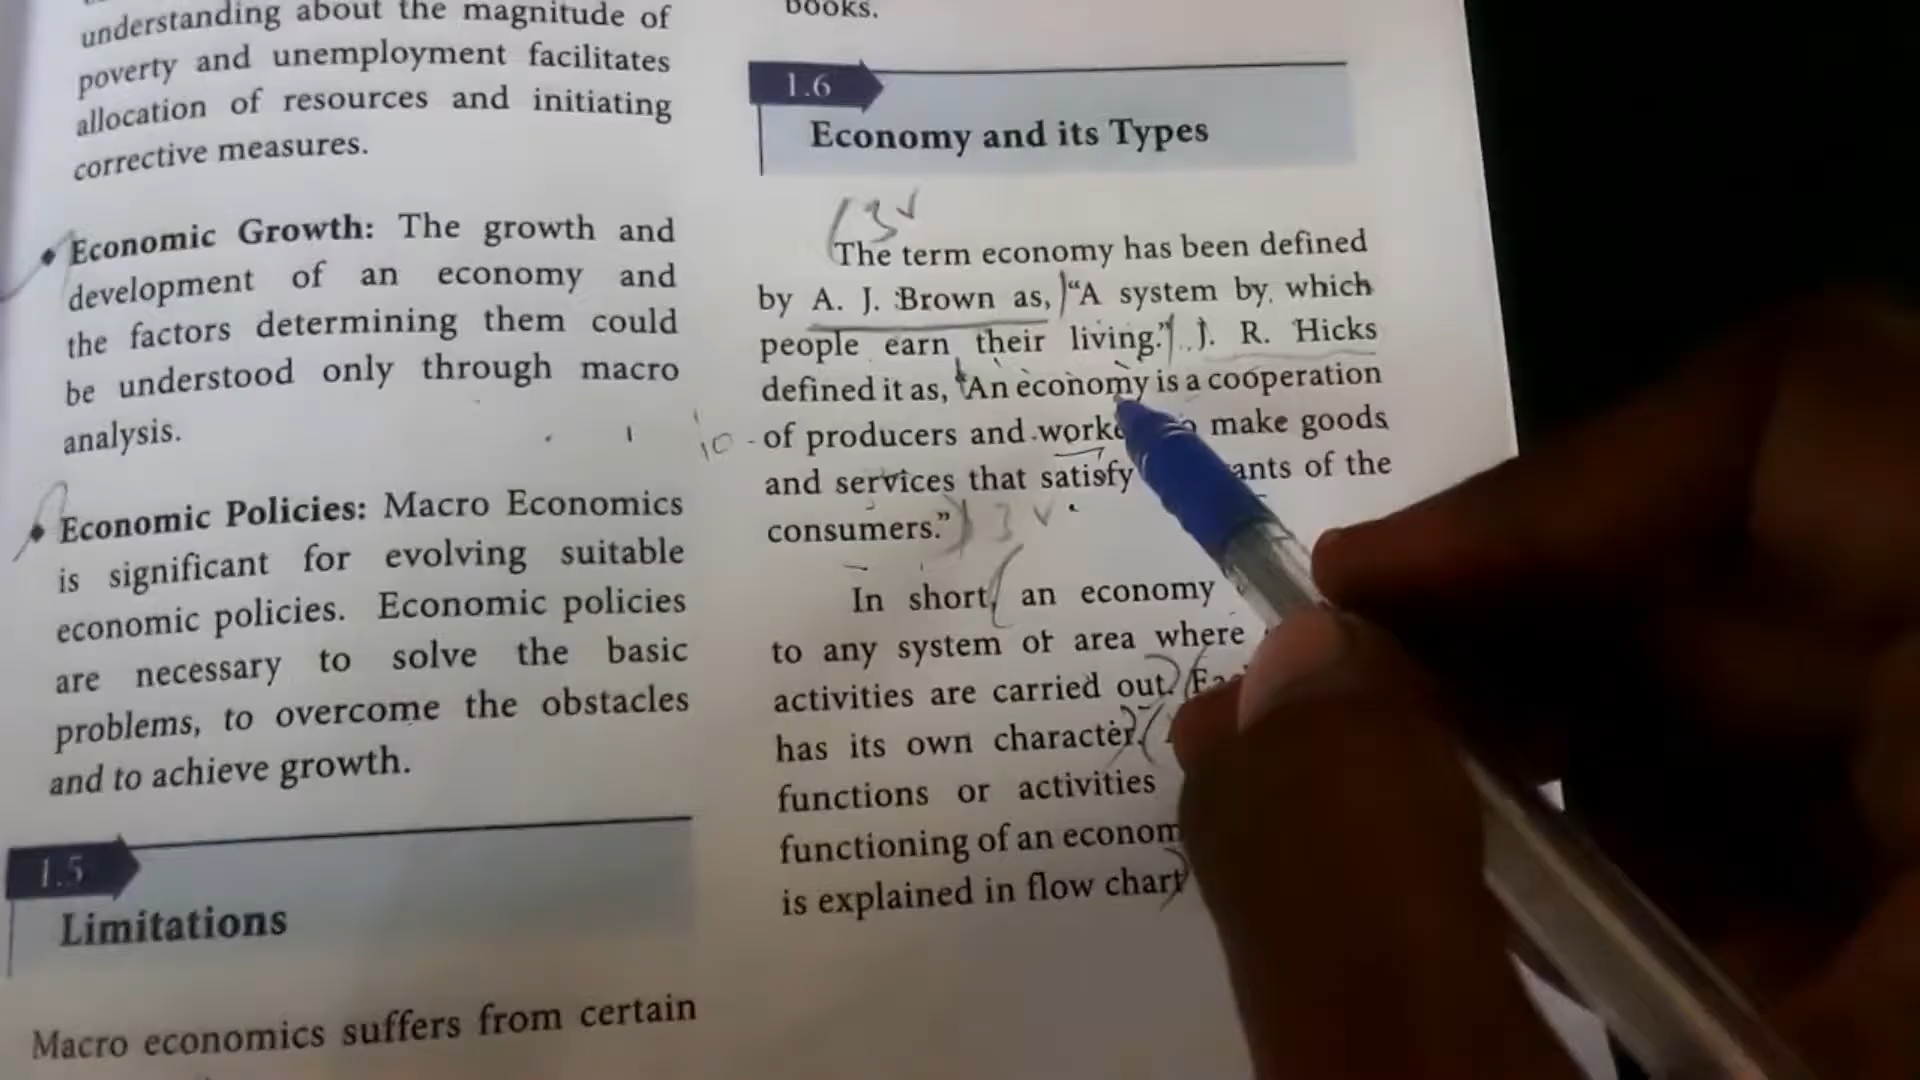 understanding about the magnitude of
poverty and unemployment facilitates
allocation of resources and initiating
corrective measures.
Economic Growth: The growth and
development of an economy and
the factors determining them could
be understood only through macro
analysis.
Economic Policies: Macro Economics
is significant for evolving suitable
economic policies. Economic policies
are necessary to solve the basic
problems, to overcome the obstacles
and to achieve growth.
1.5
Limitations
Macro economics suffers from certain
books.
1.6
Economy and its Types
3
The term economy has been defined
by A. J. Brown as, “A system by which
people earn their living.” J. R. Hicks
defined it as, “An economy is a cooperation
of producers and make goods
and services that satisfy of the
consumers.” 3
In short, an economy
to any system or area where
activities are carried out.
has its own character.
functions or activities
functioning of an
is explained in flow chart